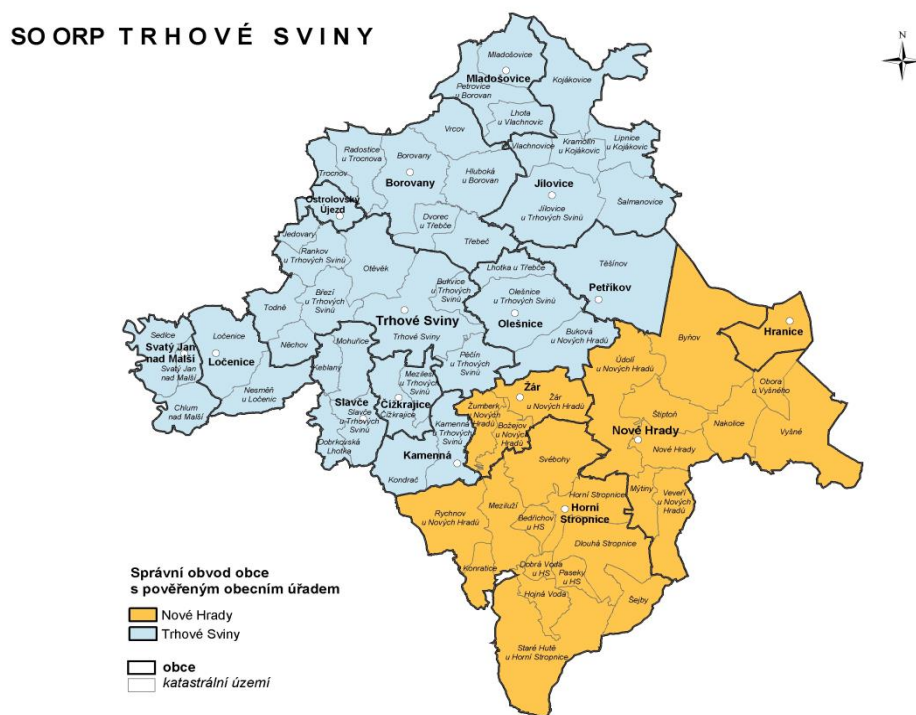 SO ORP TRHOVÉ SVINY
N
Mladošovice
Mladošovice
Kojákovice
Petrovice
u Borovan
Lhota
u Vlachnovic
Vrcov
Vlachnovice
Kramolín
u Kojákovic
Lipnice
u Kojákovic
Radostice
u Trocnova
Borovany
Trocnov
Borovany
Hluboká
u Borovan
Jílovice
Jílovice
u Trhových Svinů
Šalmanovice
Ostrolovský
Újezd
Dvorec
u Třebče
Třebeč
Jedovary
Rankov
u Trhových Svinů
Otěvěk
Lhotka u Třebče
Těšínov
Olešnice
u Trhových Svinů
Petříkov
Bukvice
u Trhových
Svinů
Březí
u Trhových
Svinů
Todně
Trhové Sviny
Olešnice
Trhové Sviny
Buková
u Nových Hradů
Byňov
Hranice
Sedlce
Svatý Jan
nad Malší
Svatý Jan
nad Malší
Ločenice
Ločenice
Něchov
Mohuřice
Keblany
Pěčín
u Trhových
Svinů
Mezilesí
u Trhových
Svinů
Údolí
u Nových Hradů
Obora
u Vyšného
Nesměň
u Ločenic
Chlum
nad Malší
Slavče
Slavče
u Trhových
Svinů
Čížkrajice
Čížkrajice
Žár
Žár
u Nových Hradů
Žumberk
u Nových
Hradů
Božejov
u Nových
Hradů
Štiptoň
Nakolice
Vyšné
Nové Hrady
Nové Hrady
Dobrkovská
Lhotka
Kamenná
u Trhových
Svinů
Kamenná
Kondrač
Svébohy
Mýtiny
Veveří
u Nových
Hradů
Rychnov
u Nových Hradů
Meziluží
Horní Stropnice
Horní
Stropnice
Bedřichov
u HS
Dlouhá Stropnice
Konratice
Dobrá Voda
u HS
Paseky
u HS
Hojná Voda
Šejby
Staré Hutě
u Horní Stropnice
Správní obvod obce
s pověřeným obecním úřadem
Nové Hrady
Trhové Sviny
obce
katastrální území